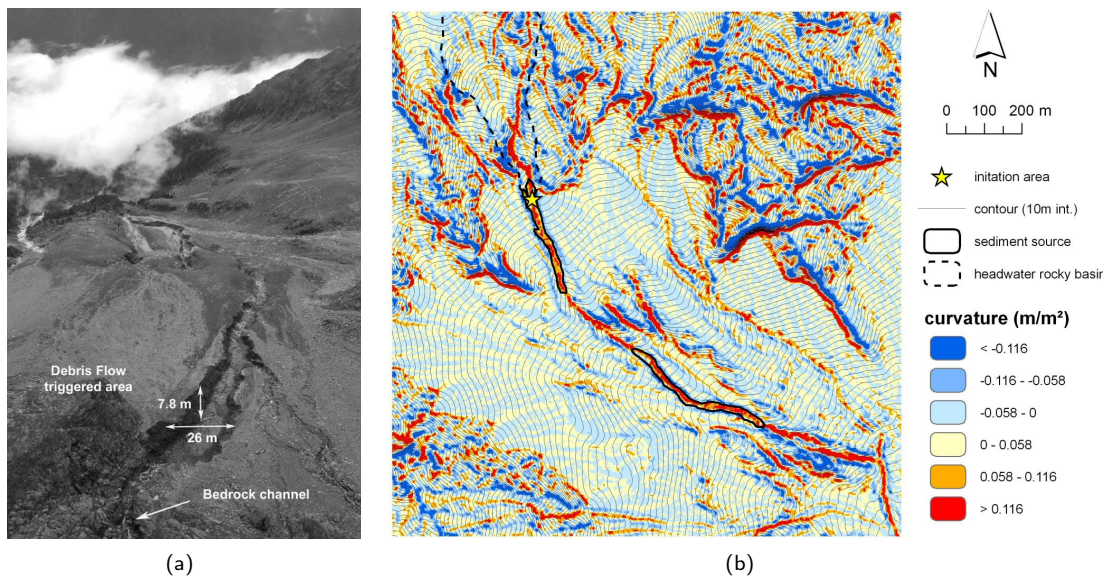 Debris Flow
triggered area
7.8 m
26 m
Bedrock channel
(a)
(b)
N
0 100 200 m
initation area
contour (10m int.)
sediment source
headwater rocky basin
curvature (m/m²)
< -0.116
-0.116 - -0.058
-0.058 - 0
0 - 0.058
0.058 - 0.116
> 0.116